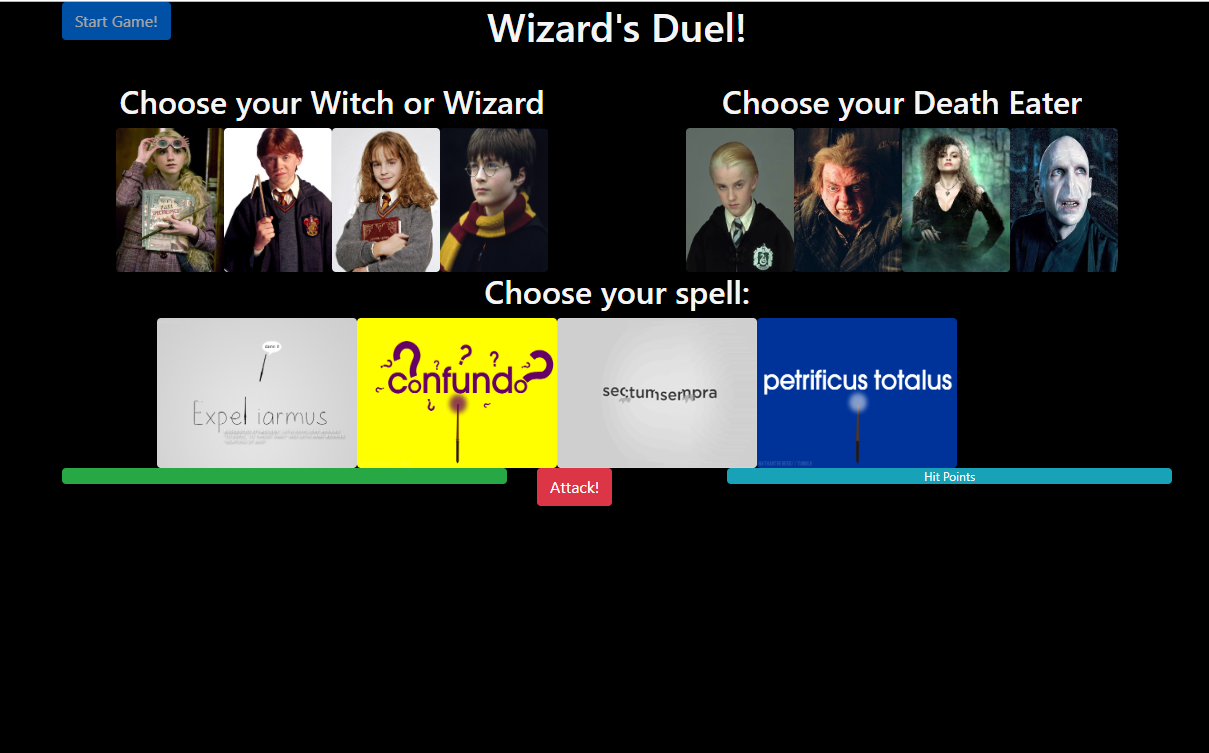 Start Game!
Wizard's Duel!
Choose your Witch or Wizard
Choose your Death Eater
Choose your spell:
Expelliarmus
confundo
sectumsempra
petrificus totalus
Attack!
Hit Points